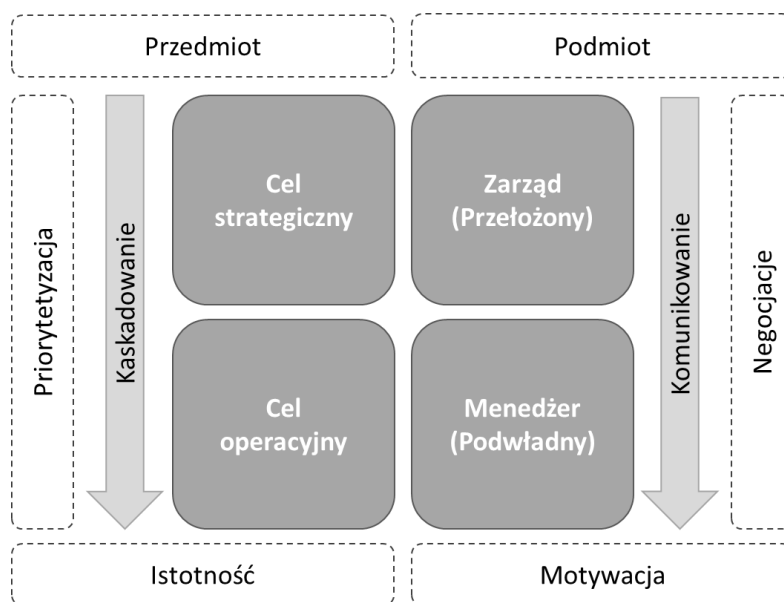 Przedmiot
Podmiot
Priorytetyzacja
Kaskadowanie
Cel
strategiczny
Zarząd
(Przełożony)
Komunikowanie
Negocjacje
Cel
operacyjny
Menedżer
(Podwładny)
Istotność
Motywacja